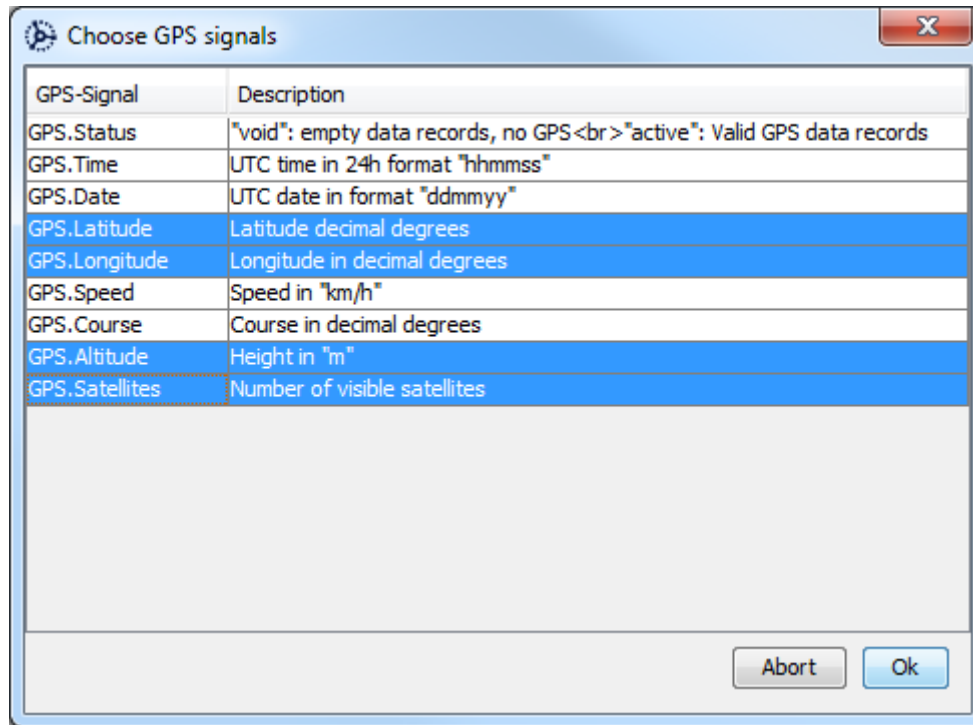 Choose GPS signals
GPS-Signal Description
GPS.Status "void": empty data records, no GPS<br>"active": Valid GPS data records
GPS.Time UTC time in 24h format "hhmmss"
GPS.Date UTC date in format "ddmmyy"
GPS.Latitude Latitude decimal degrees
GPS.Longitude Longitude in decimal degrees
GPS.Speed Speed in "km/h"
GPS.Course Course in decimal degrees
GPS.Altitude Height in "m"
GPS.Satellites Number of visible satellites
Abort Ok